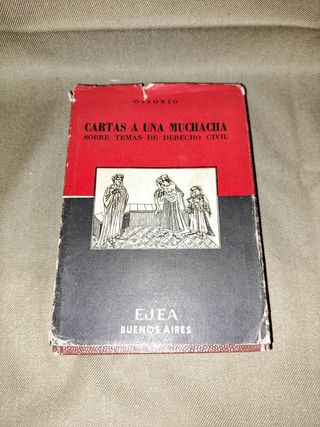 OSSORIO
CARTAS A UNA MUCHACHA
SOBRE TEMAS DE DERECHO CIVIL
EJEA
BUENOS AIRES